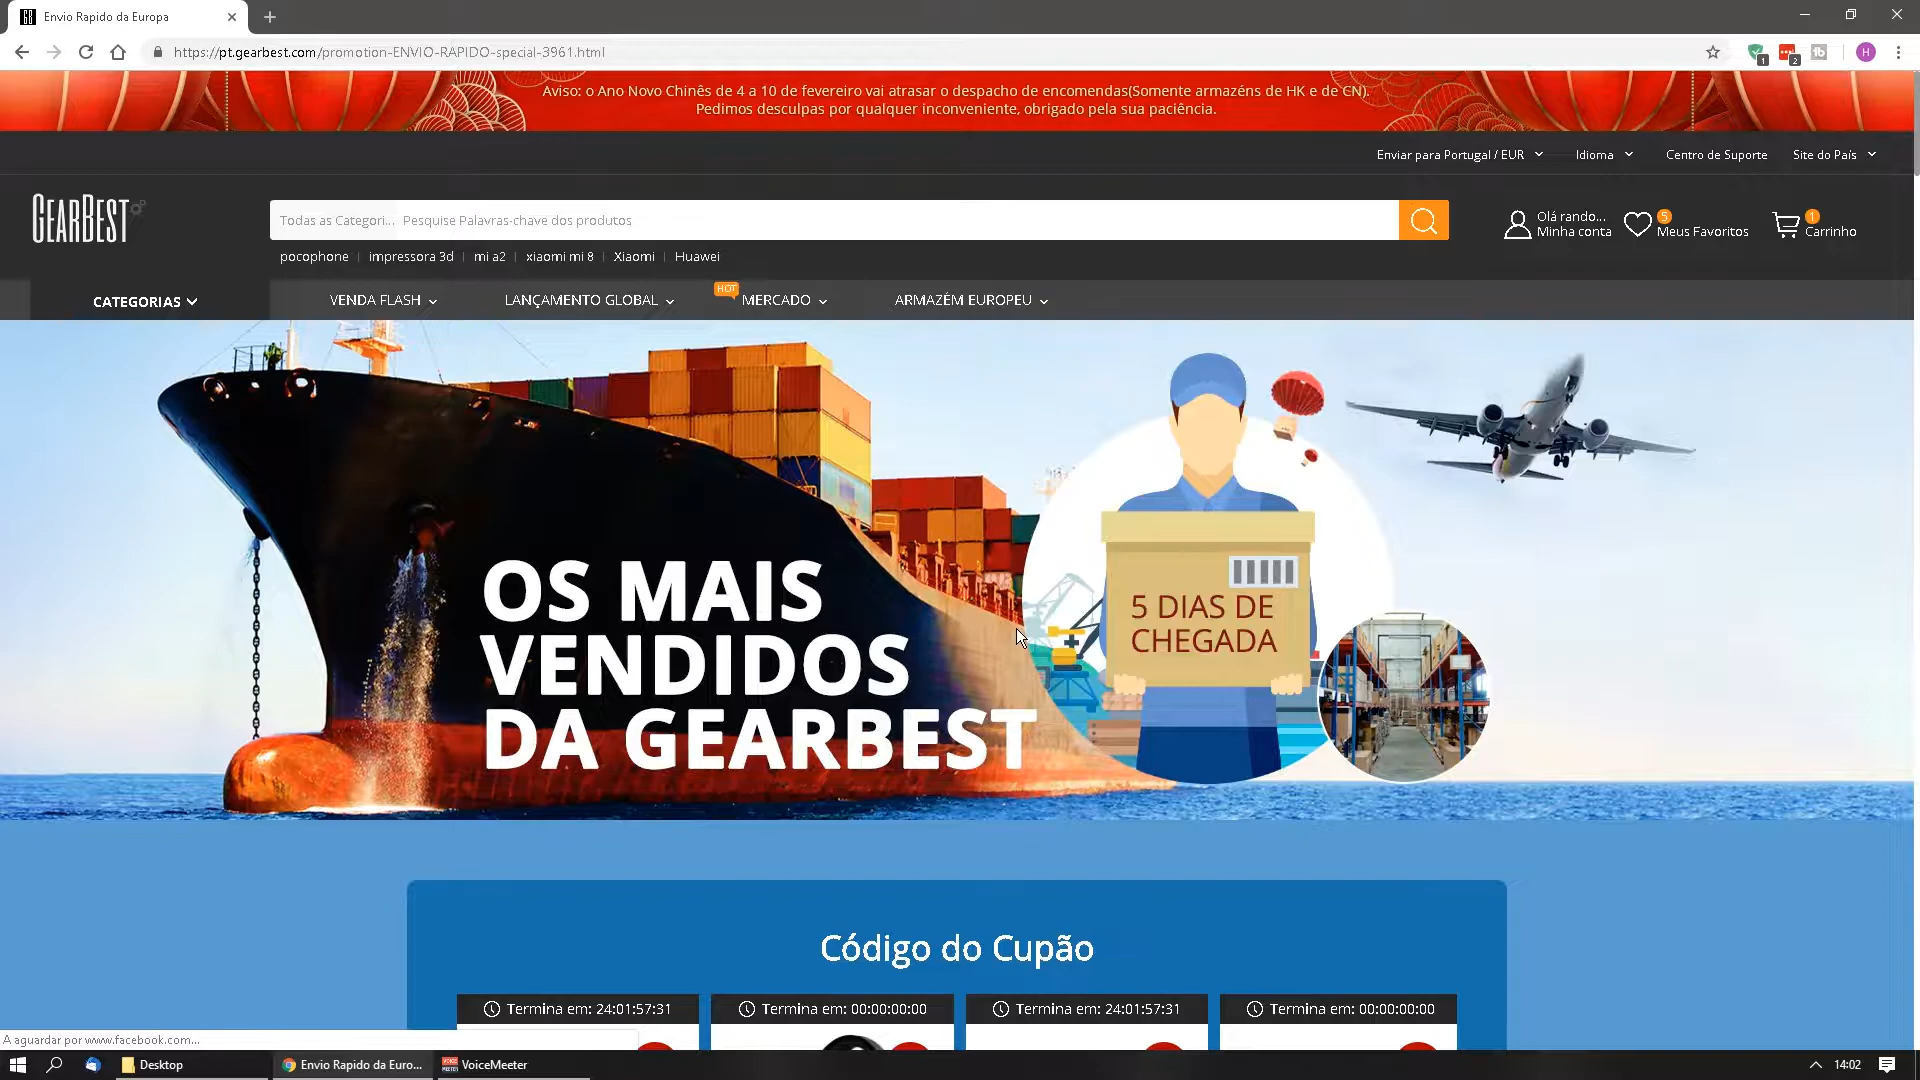 Envio Rapido da Europa
https://pt.gearbest.com/promotion-ENVIO-RAPIDO-special-3961.html
1
2
H
Aviso: o Ano Novo Chinês de 4 a 10 de fevereiro vai atrasar o despacho de encomendas(Somente armazéns de HK e de CN).
Pedimos desculpas por qualquer inconveniente, obrigado pela sua paciência.
Enviar para Portugal / EUR
Idioma
Centro de Suporte
Site do País
GEARBEST
Todas as Categori...
Pesquise Palavras-chave dos produtos
Olá rando...
Minha conta
5
Meus Favoritos
1
Carrinho
pocophone | impressora 3d | mi a2 | xiaomi mi 8 | Xiaomi | Huawei
CATEGORIAS
VENDA FLASH
LANÇAMENTO GLOBAL
HOT
MERCADO
ARMAZÉM EUROPEU
OS MAIS
VENDIDOS
DA GEARBEST
5 DIAS DE
CHEGADA
Código do Cupão
Termina em: 24:01:57:31
Termina em: 00:00:00:00
Termina em: 24:01:57:31
Termina em: 00:00:00:00
A aguardar por www.facebook.com...
Desktop
Envio Rapido da Euro...
VoiceMeeter
14:02